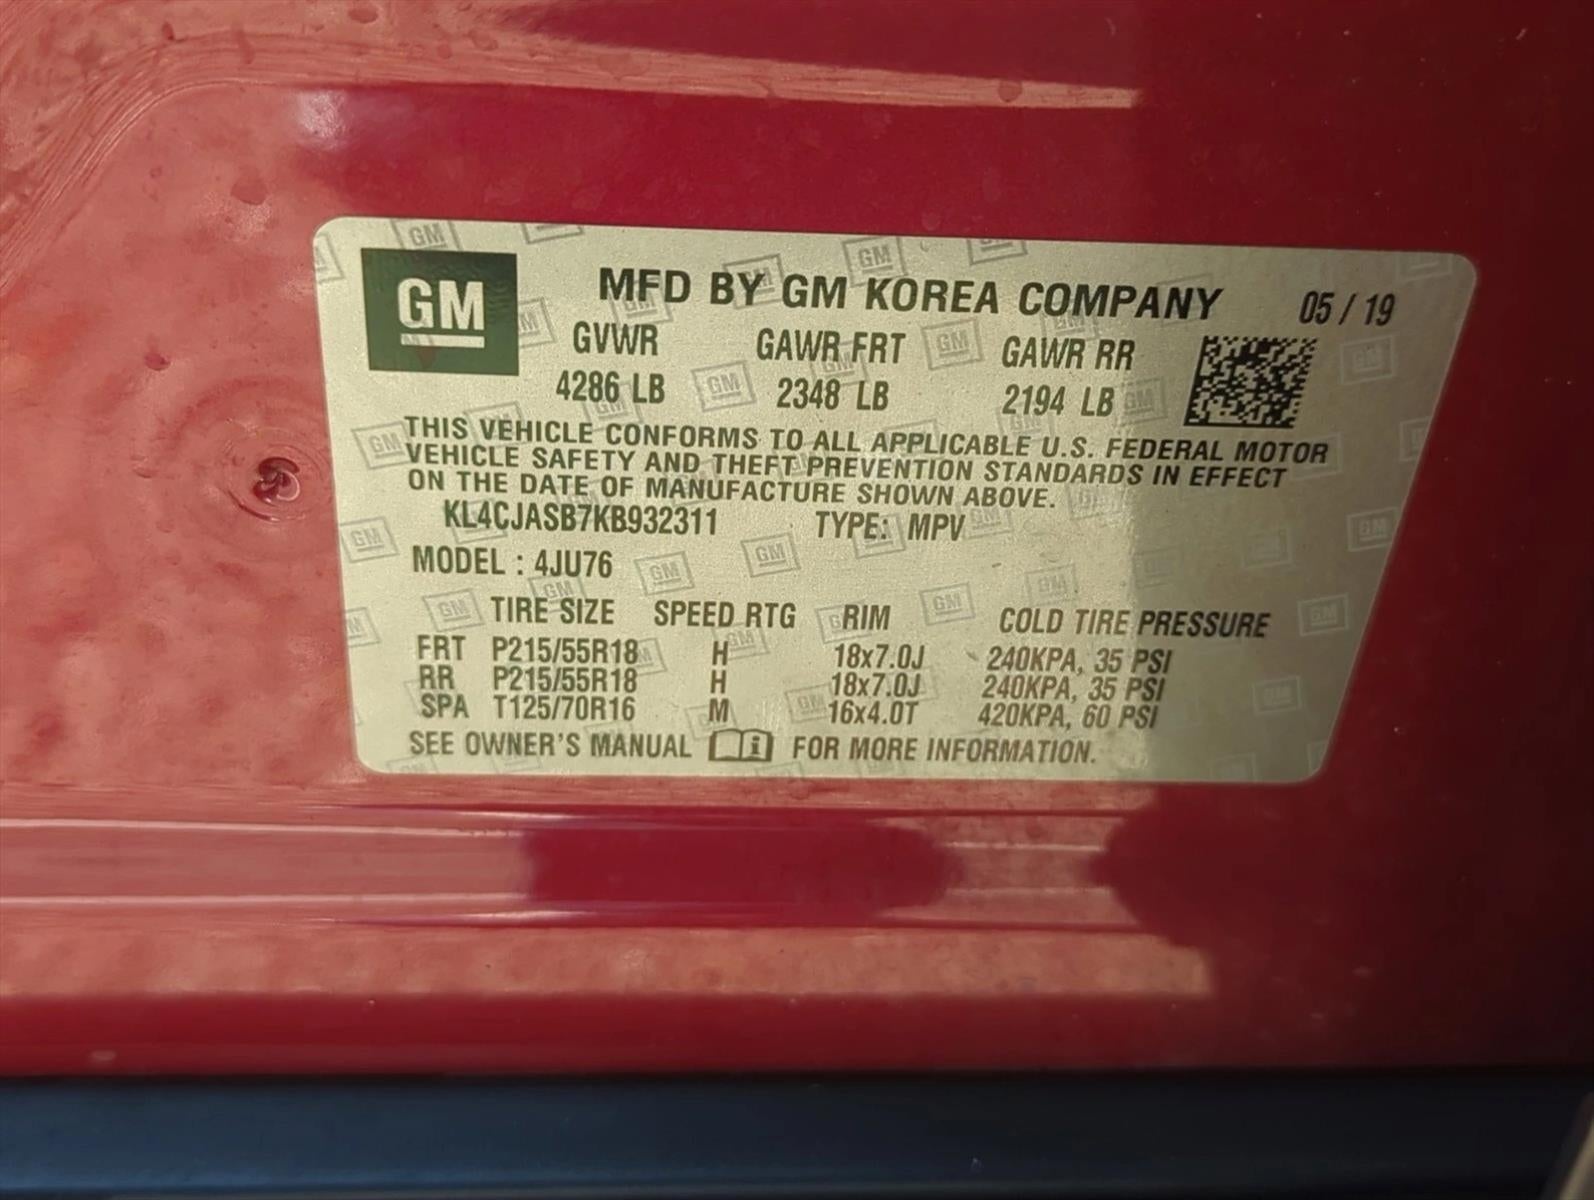 GM MFD BY GM KOREA COMPANY 05 / 19
GVWR GAWR FRT GAWR RR
4286 LB 2348 LB 2194 LB
THIS VEHICLE CONFORMS TO ALL APPLICABLE U.S. FEDERAL MOTOR
VEHICLE SAFETY AND THEFT PREVENTION STANDARDS IN EFFECT
ON THE DATE OF MANUFACTURE SHOWN ABOVE.
KL4CJASB7KB932311 TYPE: MPV
MODEL : 4JU76
TIRE SIZE SPEED RTG RIM COLD TIRE PRESSURE
FRT P215/55R18 H 18x7.0J 240KPA, 35 PSI
RR P215/55R18 H 18x7.0J 240KPA, 35 PSI
SPA T125/70R16 M 16x4.0T 420KPA, 60 PSI
SEE OWNER'S MANUAL i FOR MORE INFORMATION.